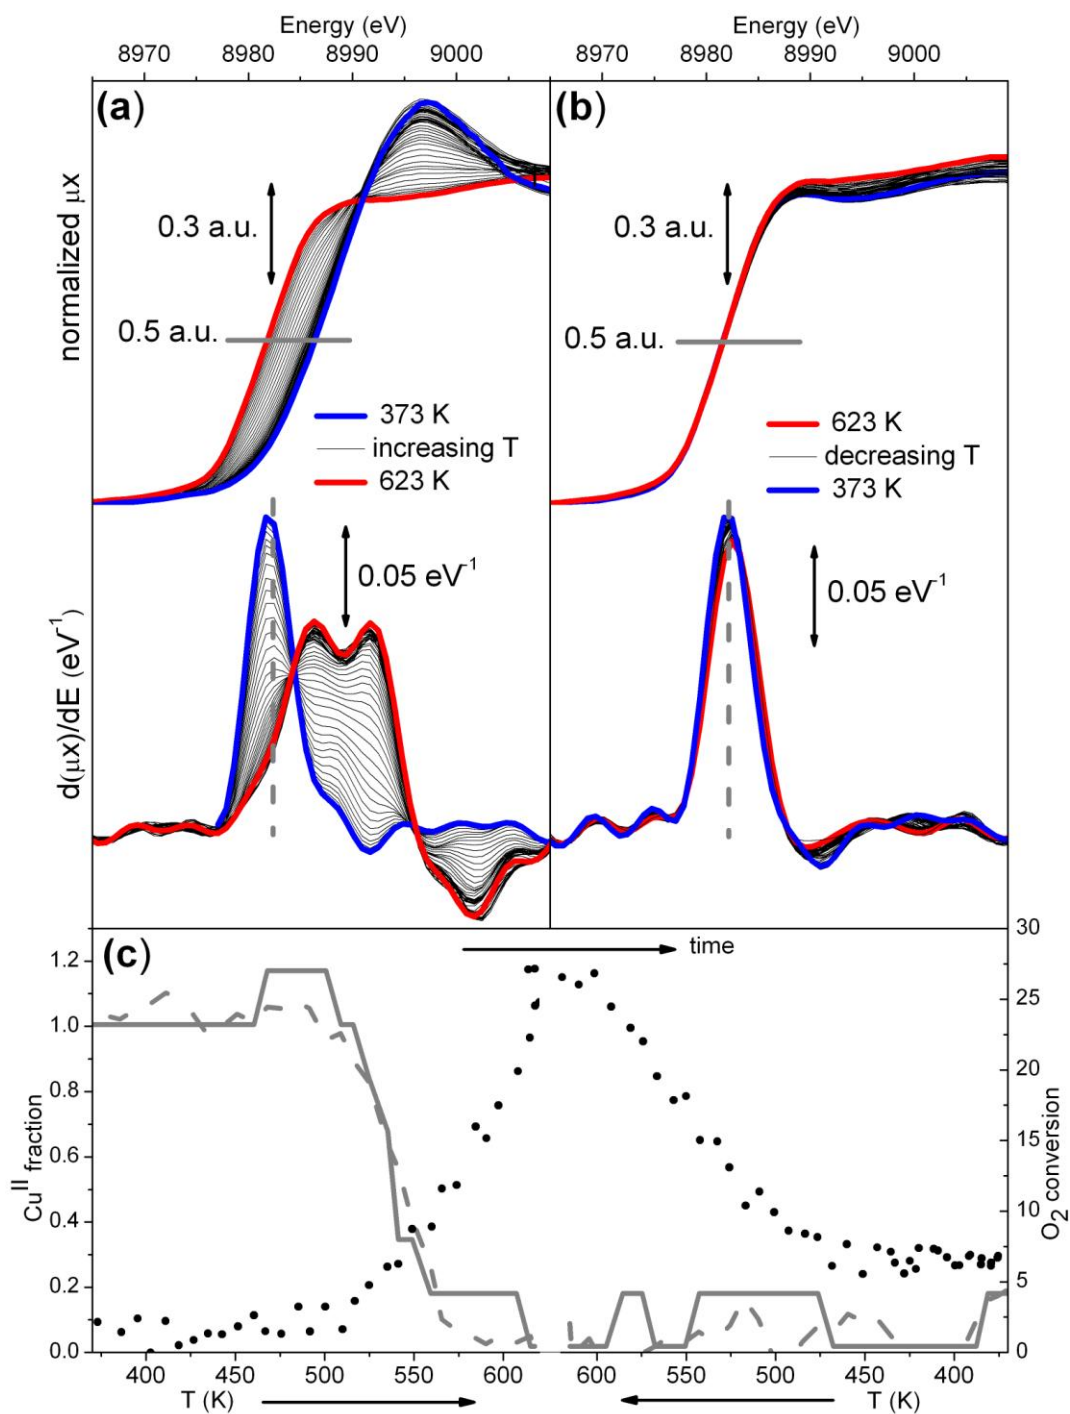 Energy (eV)
8970 8980 8990 9000 8970 8980 8990 9000
(a) (b)
normalized μx
0.3 a.u. 0.3 a.u.
0.5 a.u. 0.5 a.u.
373 K
increasing T
623 K
623 K
decreasing T
373 K
d(μx)/dE (eV⁻¹)
0.05 eV⁻¹ 0.05 eV⁻¹
(c) time
Cu^II fraction
1.2
1.0
0.8
0.6
0.4
0.2
0.0
O₂ conversion
30
25
20
15
10
5
0
400 450 500 550 600 600 550 500 450 400
T (K) T (K)